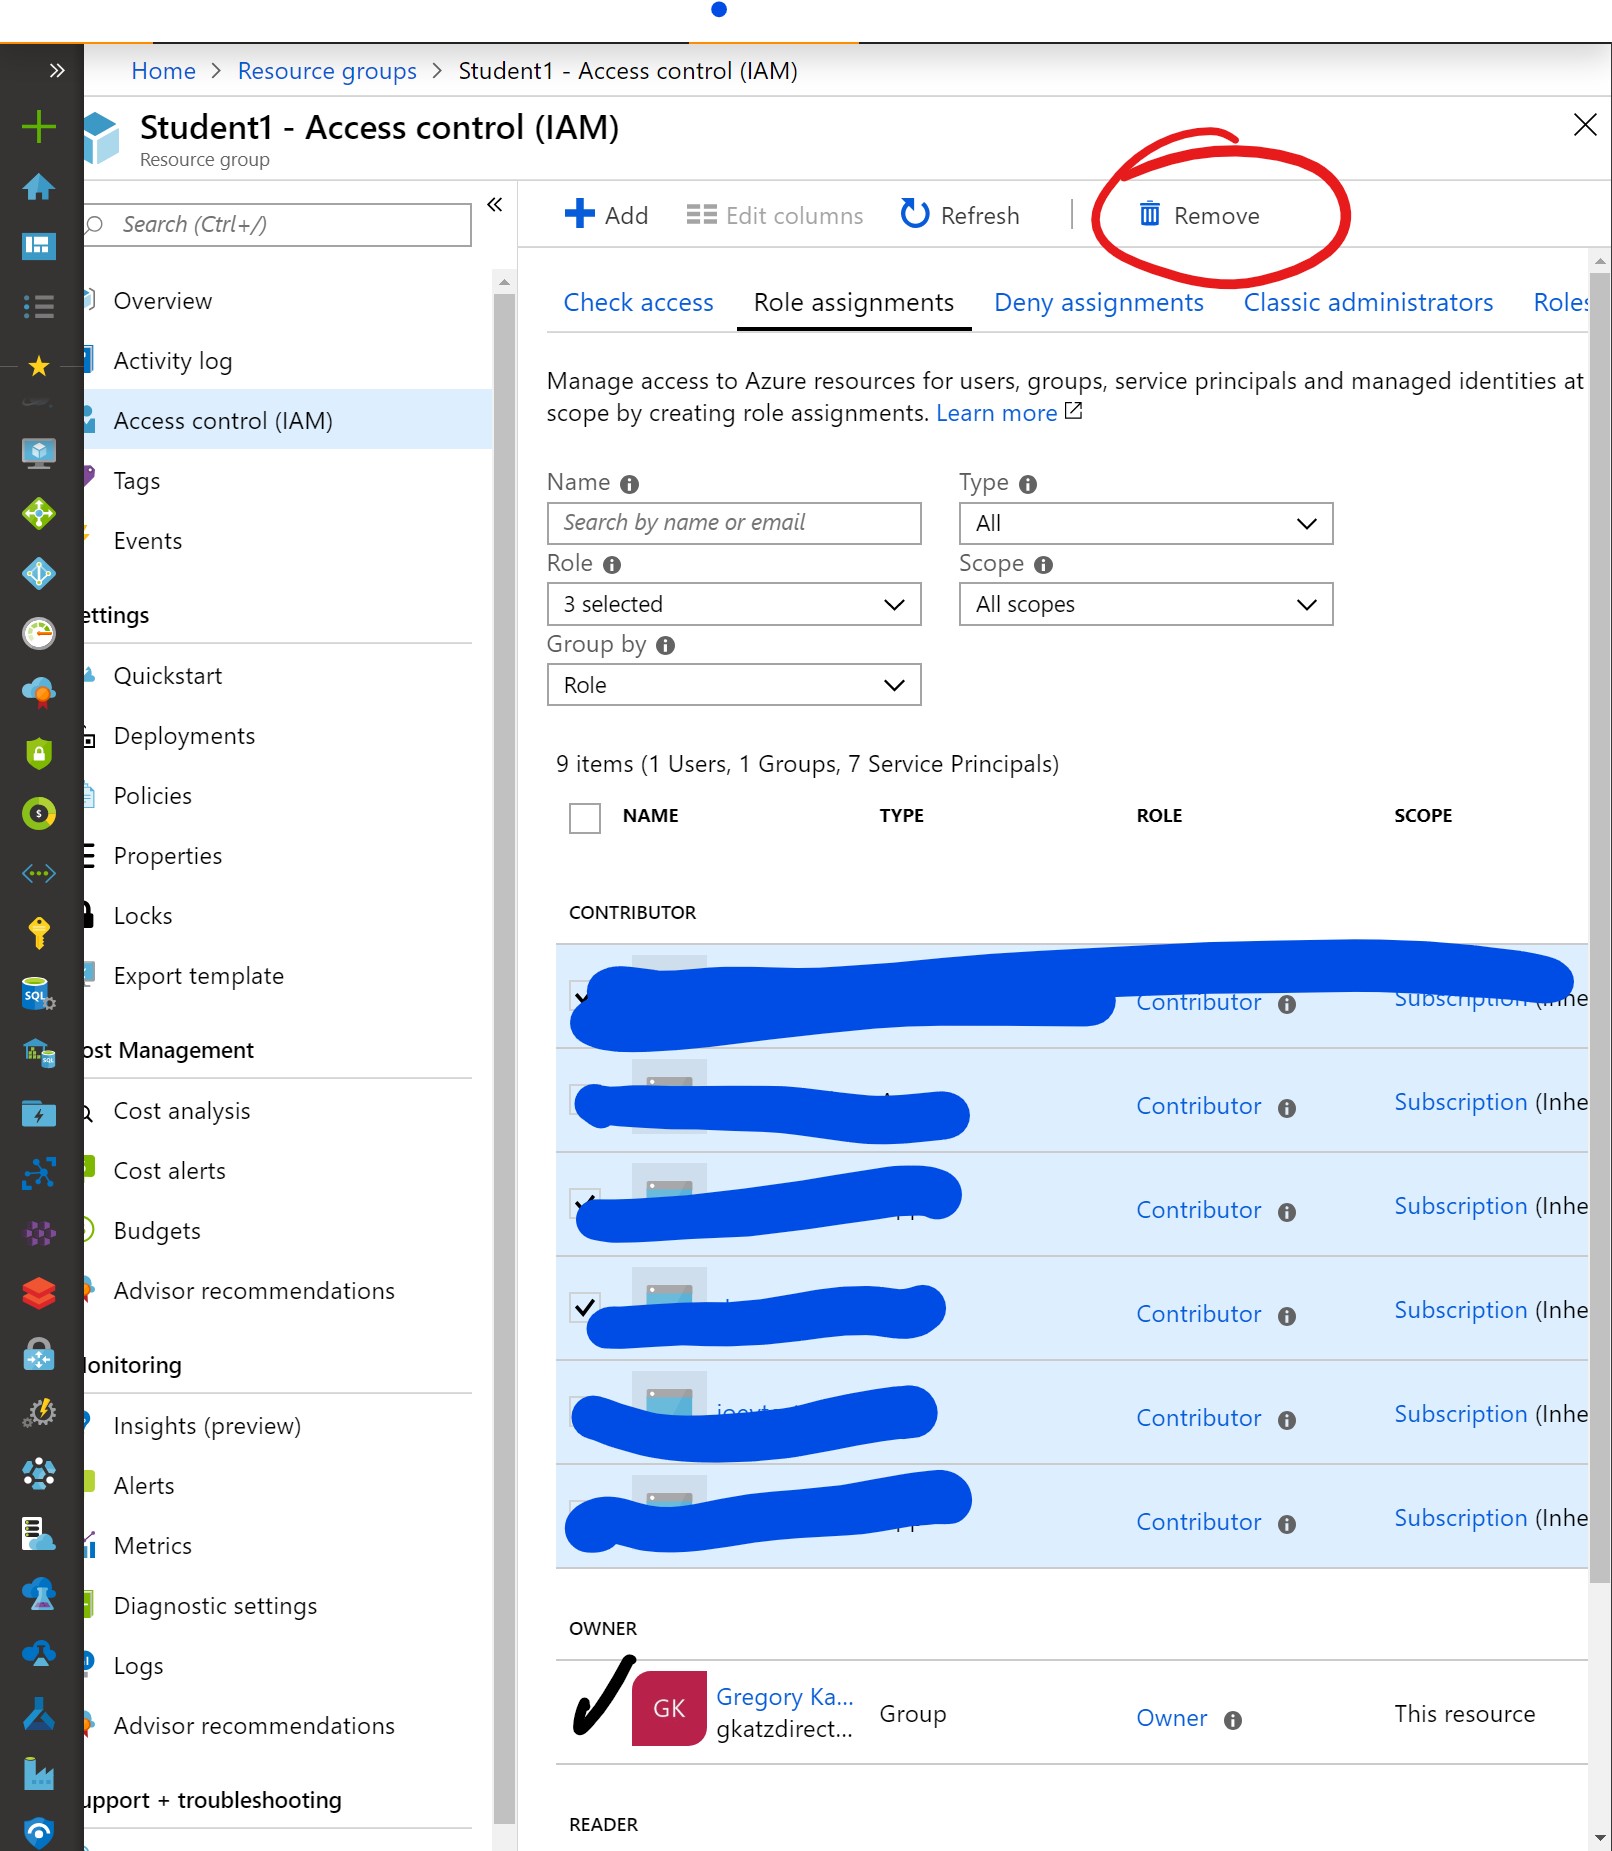 Home > Resource groups > Student1 - Access control (IAM)
Student1 - Access control (IAM)
Resource group
Search (Ctrl+/)
Overview
Activity log
Access control (IAM)
Tags
Events
ettings
Quickstart
Deployments
Policies
Properties
Locks
Export template
ost Management
Cost analysis
Cost alerts
Budgets
Advisor recommendations
onitoring
Insights (preview)
Alerts
Metrics
Diagnostic settings
Logs
Advisor recommendations
upport + troubleshooting
Add Edit columns Refresh Remove
Check access Role assignments Deny assignments Classic administrators Roles
Manage access to Azure resources for users, groups, service principals and managed identities at
scope by creating role assignments. Learn more
Name Type
Search by name or email All
Role Scope
3 selected All scopes
Group by
Role
9 items (1 Users, 1 Groups, 7 Service Principals)
NAME TYPE ROLE SCOPE
CONTRIBUTOR
Contributor Subscription (Inhe
Contributor Subscription (Inhe
Contributor Subscription (Inhe
Contributor Subscription (Inhe
Contributor Subscription (Inhe
Contributor Subscription (Inhe
OWNER
GK Gregory Ka... Group Owner This resource
gkatzdirect...
READER